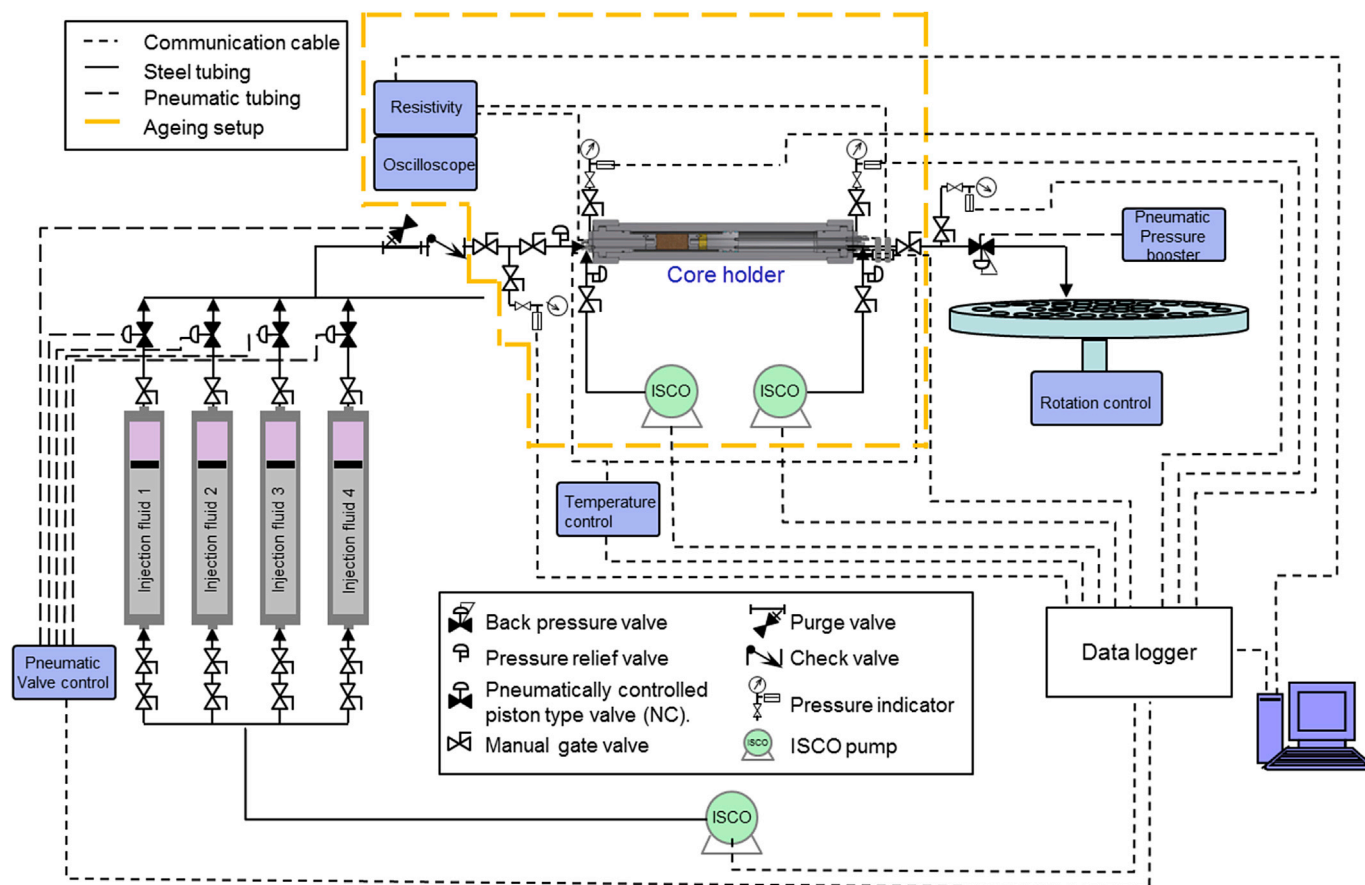 Communication cable
Steel tubing
Pneumatic tubing
Ageing setup
Resistivity
Oscilloscope
Core holder
Pneumatic
Pressure
booster
ISCO
ISCO
Rotation control
Injection fluid 1
Injection fluid 2
Injection fluid 3
Injection fluid 4
Temperature
control
Pneumatic
Valve control
Back pressure valve
Pressure relief valve
Pneumatically controlled
piston type valve (NC).
Manual gate valve
Purge valve
Check valve
Pressure indicator
ISCO
ISCO pump
Data logger
ISCO